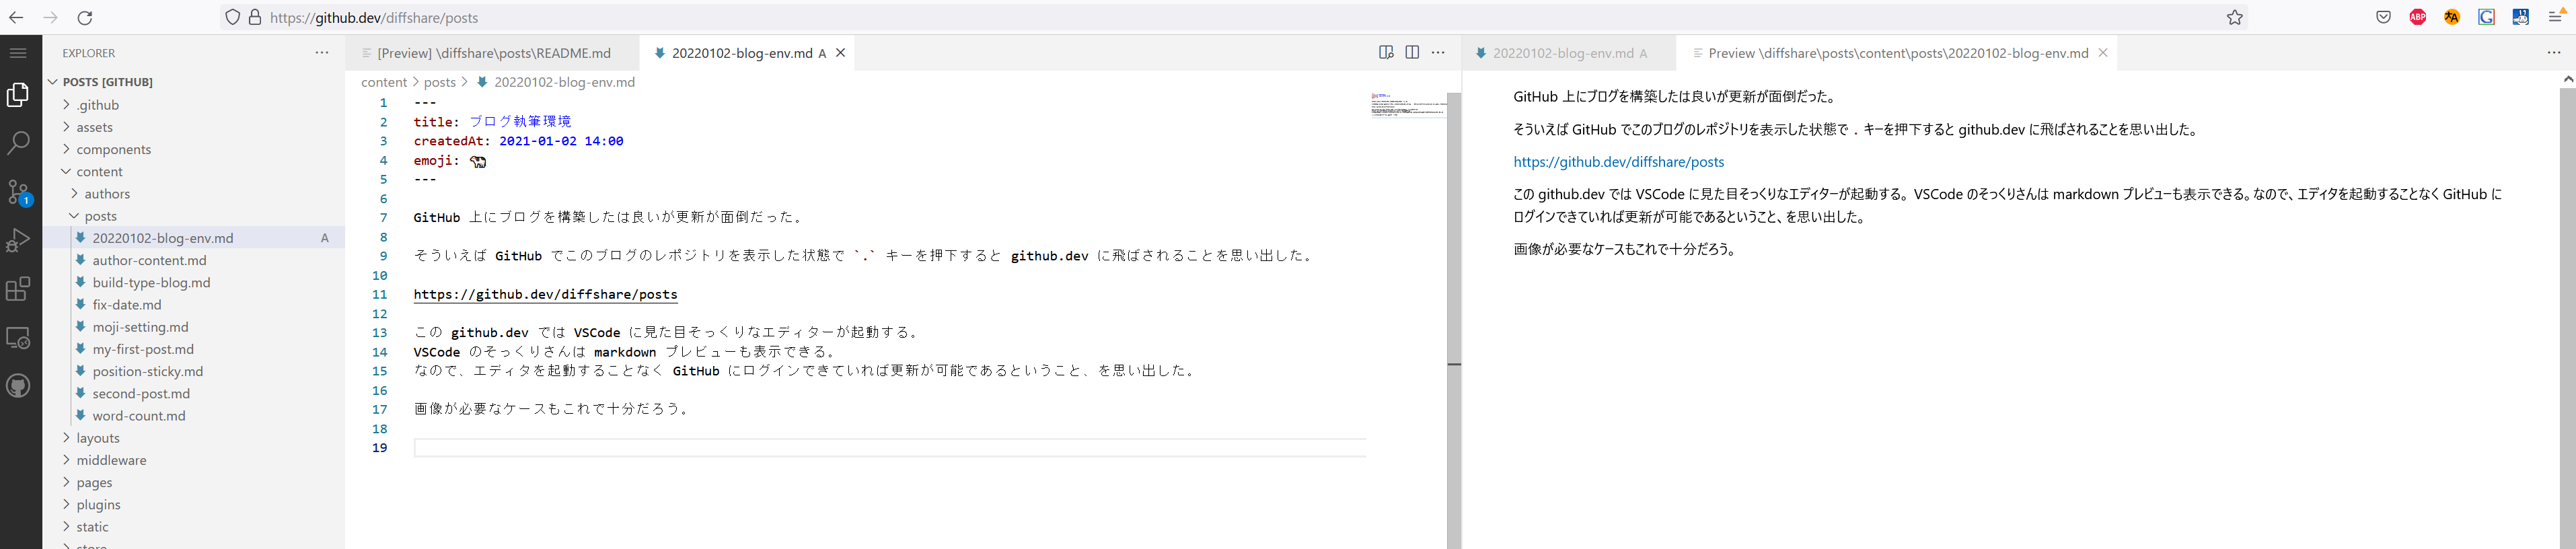 https://github.dev/diffshare/posts
EXPLORER
POSTS [GITHUB]
.github
assets
components
content
authors
posts
20220102-blog-env.md A
author-content.md
build-type-blog.md
fix-date.md
moji-setting.md
my-first-post.md
position-sticky.md
second-post.md
word-count.md
layouts
middleware
pages
plugins
static
store
1
[Preview] \diffshare\posts\README.md
20220102-blog-env.md A
content > posts > 20220102-blog-env.md
1 ---
2 title: ブログ執筆環境
3 createdAt: 2021-01-02 14:00
4 emoji: 🐄
5 ---
6
7 GitHub 上にブログを構築したは良いが更新が面倒だった。
8
9 そういえば GitHub でこのブログのレポジトリを表示した状態で `.` キーを押下すると github.dev に飛ばされることを思い出した。
10
11 https://github.dev/diffshare/posts
12
13 この github.dev では VSCode に見た目そっくりなエディターが起動する。
14 VSCode のそっくりさんは markdown プレビューも表示できる。
15 なので、エディタを起動することなく GitHub にログインできていれば更新が可能であるということ、を思い出した。
16
17 画像が必要なケースもこれで十分だろう。
18
19
20220102-blog-env.md A
Preview \diffshare\posts\content\posts\20220102-blog-env.md
GitHub 上にブログを構築したは良いが更新が面倒だった。
そういえば GitHub でこのブログのレポジトリを表示した状態で . キーを押下すると github.dev に飛ばされることを思い出した。
https://github.dev/diffshare/posts
この github.dev では VSCode に見た目そっくりなエディターが起動する。 VSCode のそっくりさんは markdown プレビューも表示できる。なので、エディタを起動することなく GitHub に
ログインできていれば更新が可能であるということ、を思い出した。
画像が必要なケースもこれで十分だろう。
ABP